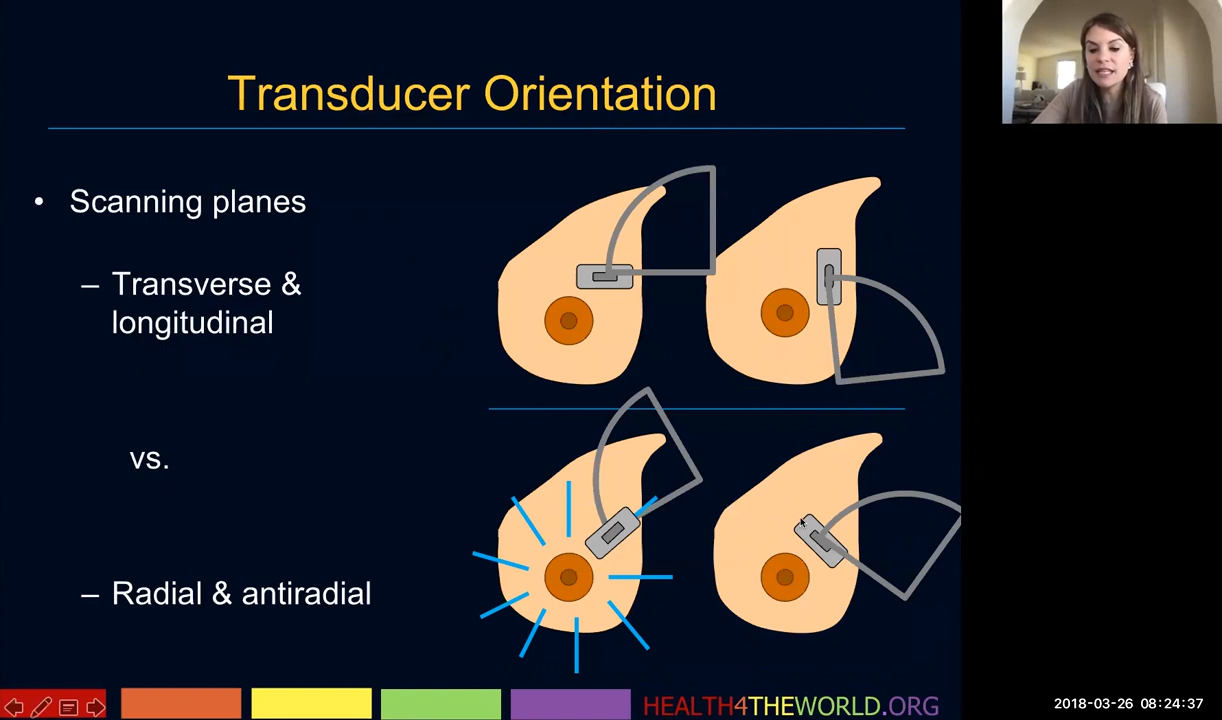 Transducer Orientation
• Scanning planes
– Transverse &
longitudinal
vs.
– Radial & antiradial
HEALTH4THEWORLD.ORG
2018-03-26 08:24:37